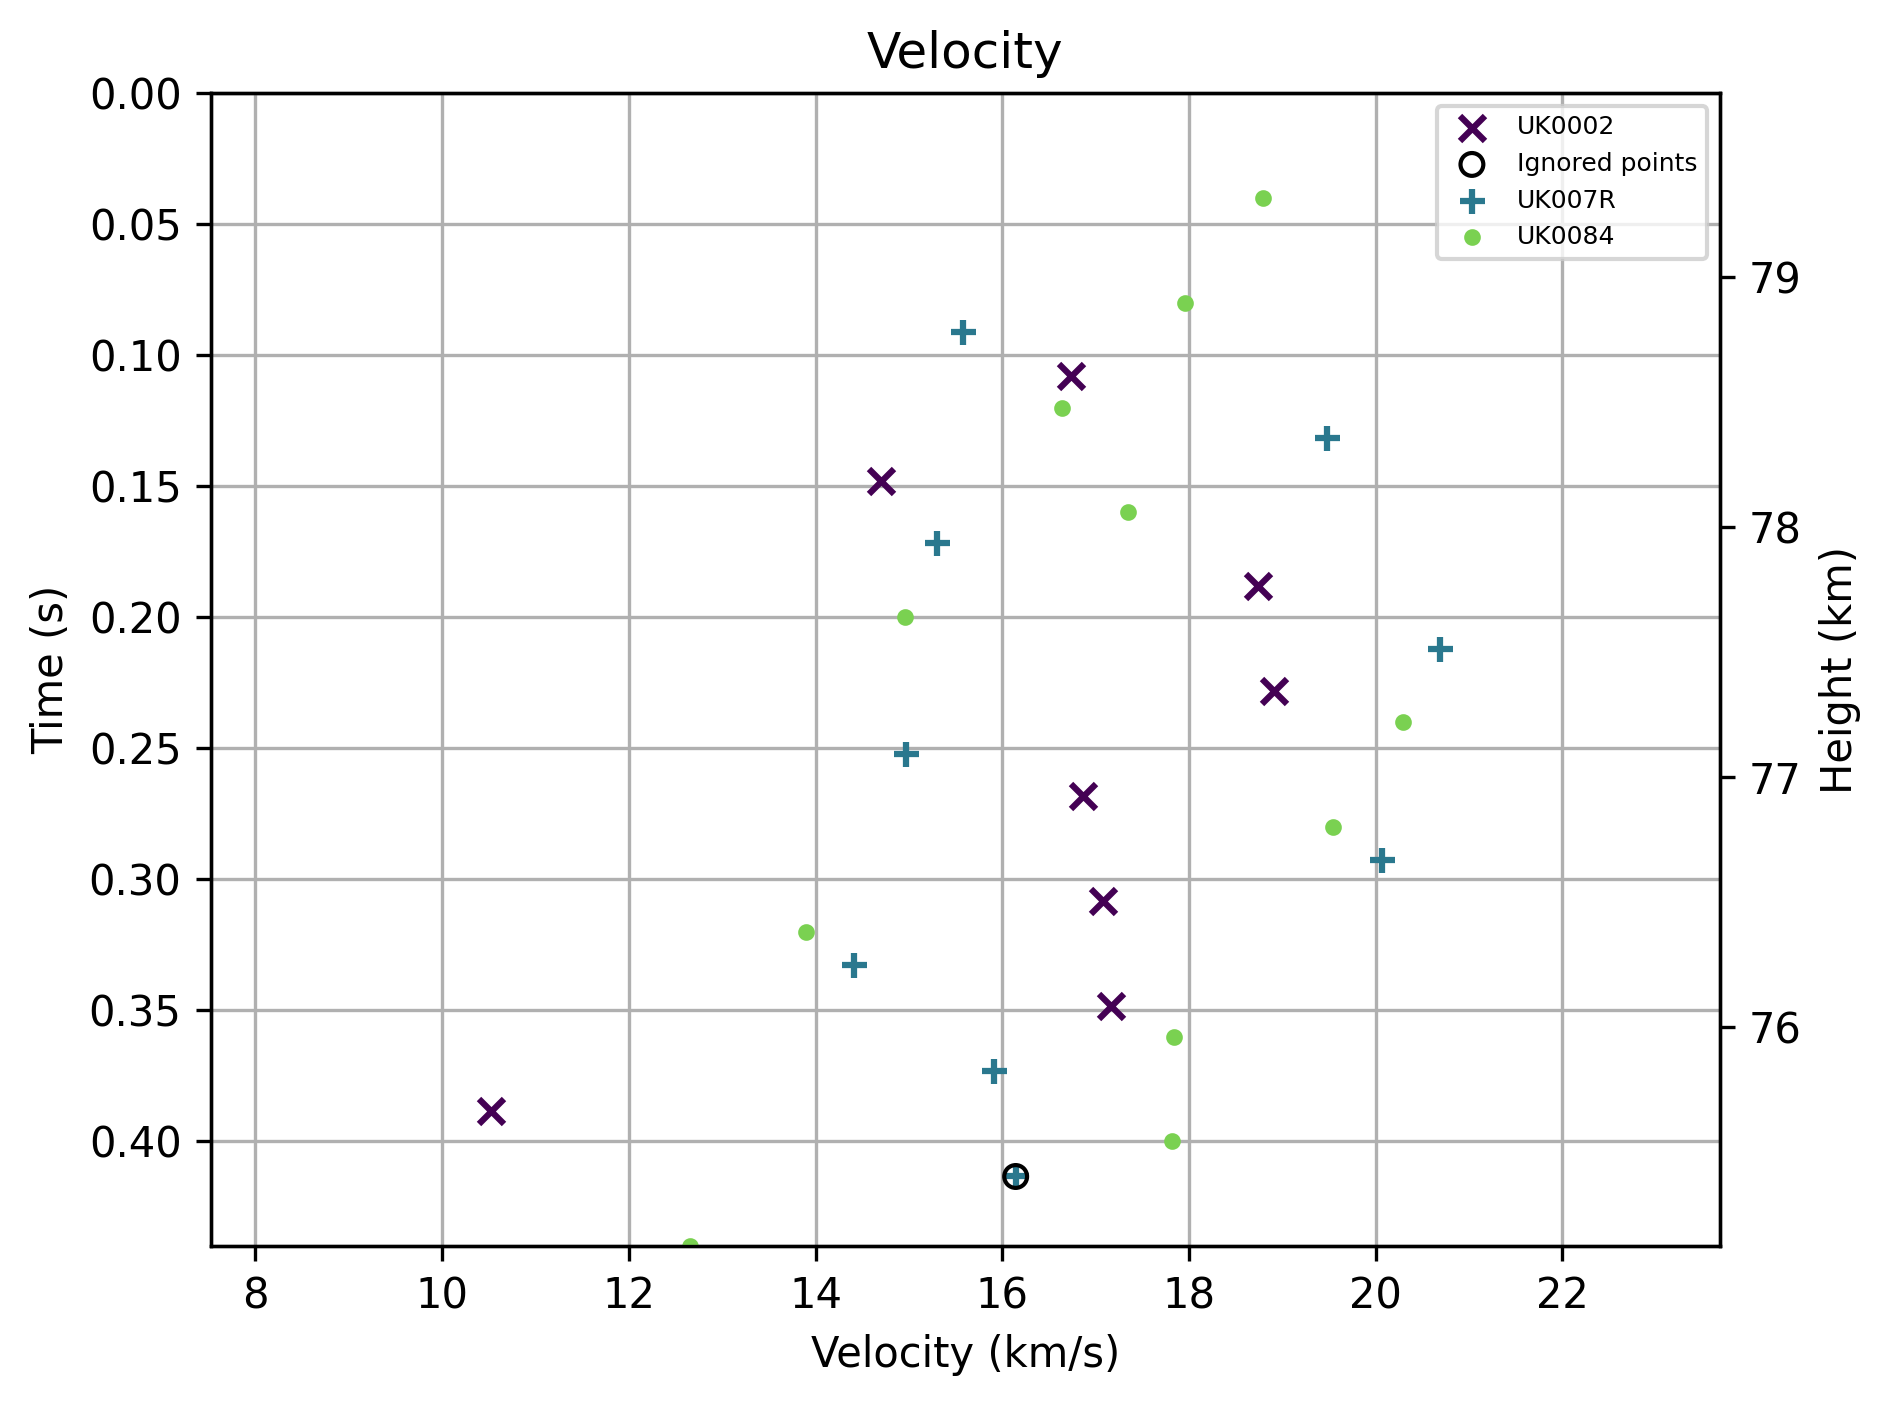 Velocity
UK0002
Ignored points
UK007R
UK0084
0.00
0.05
0.10
0.15
0.20
0.25
0.30
0.35
0.40
Time (s)
79
78
77
76
Height (km)
8 10 12 14 16 18 20 22
Velocity (km/s)